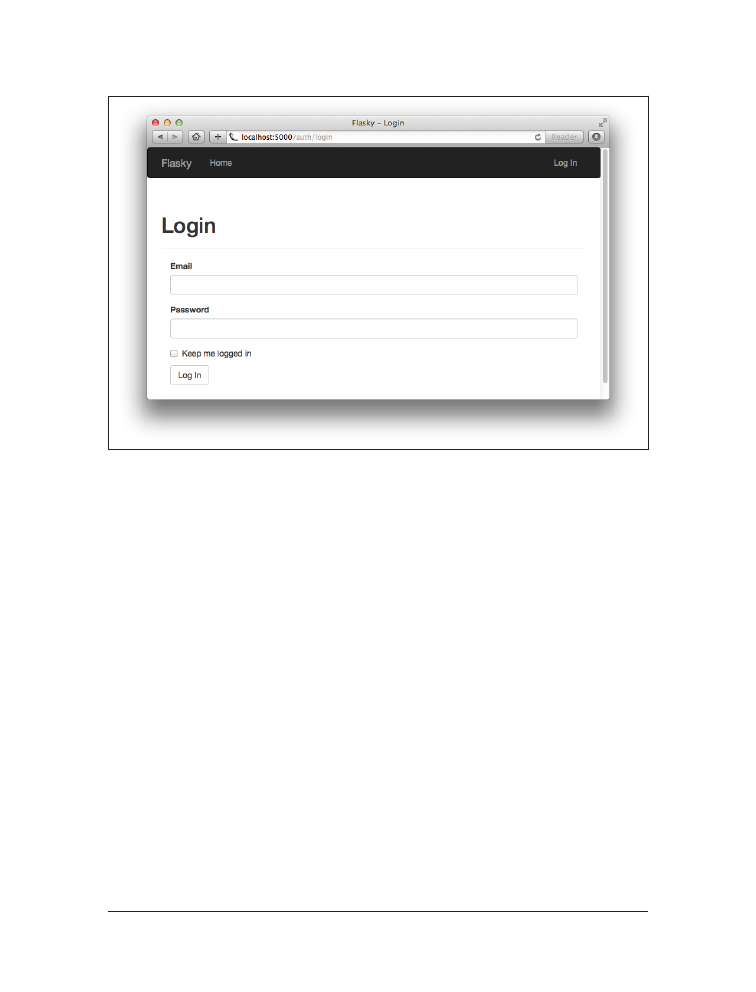 Flasky – Login
localhost:5000/auth/login
Reader
Flasky Home Log In
Login
Email
Password
Keep me logged in
Log In